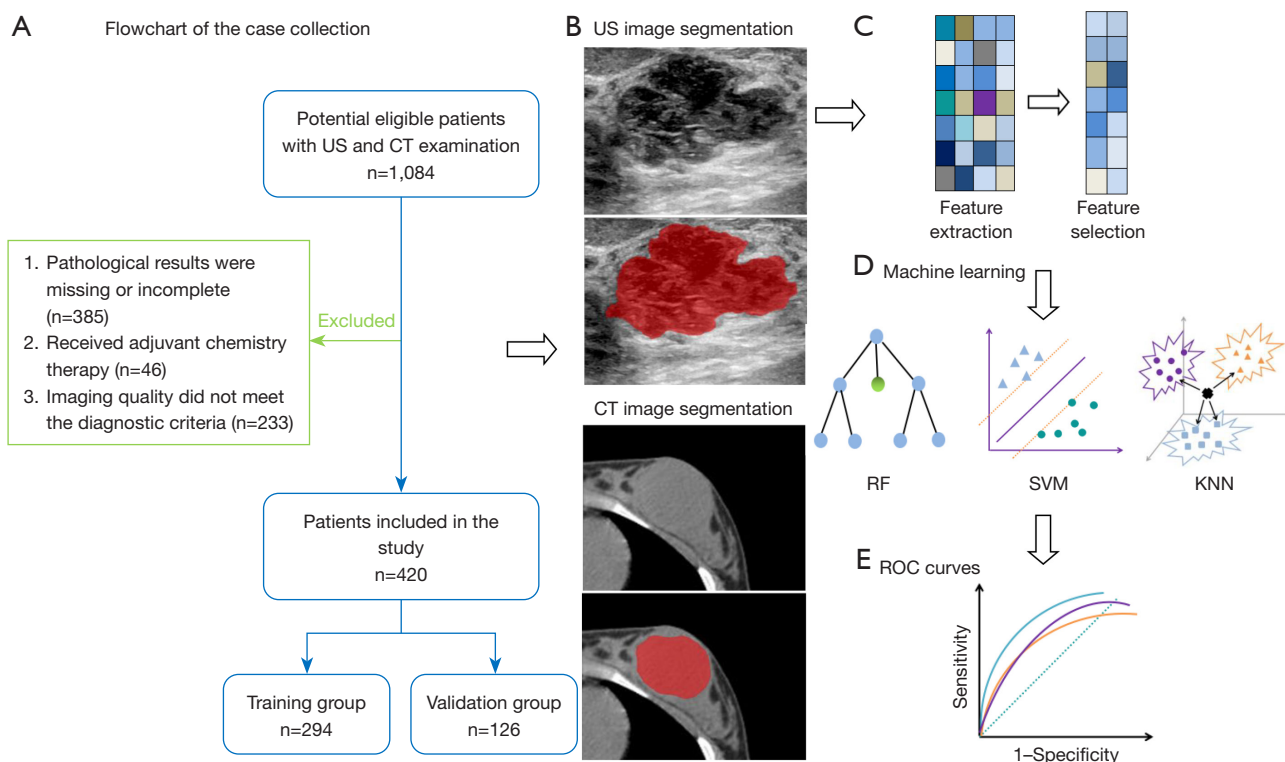 A
Flowchart of the case collection
Potential eligible patients
with US and CT examination
n=1,084
1. Pathological results were
missing or incomplete
(n=385)
2. Received adjuvant chemistry
therapy (n=46)
3. Imaging quality did not meet
the diagnostic criteria (n=233)
Excluded
Patients included in the
study
n=420
Training group
n=294
Validation group
n=126
B
US image segmentation
CT image segmentation
C
Feature
extraction
Feature
selection
D
Machine learning
RF
SVM
KNN
E
ROC curves
Sensitivity
1–Specificity